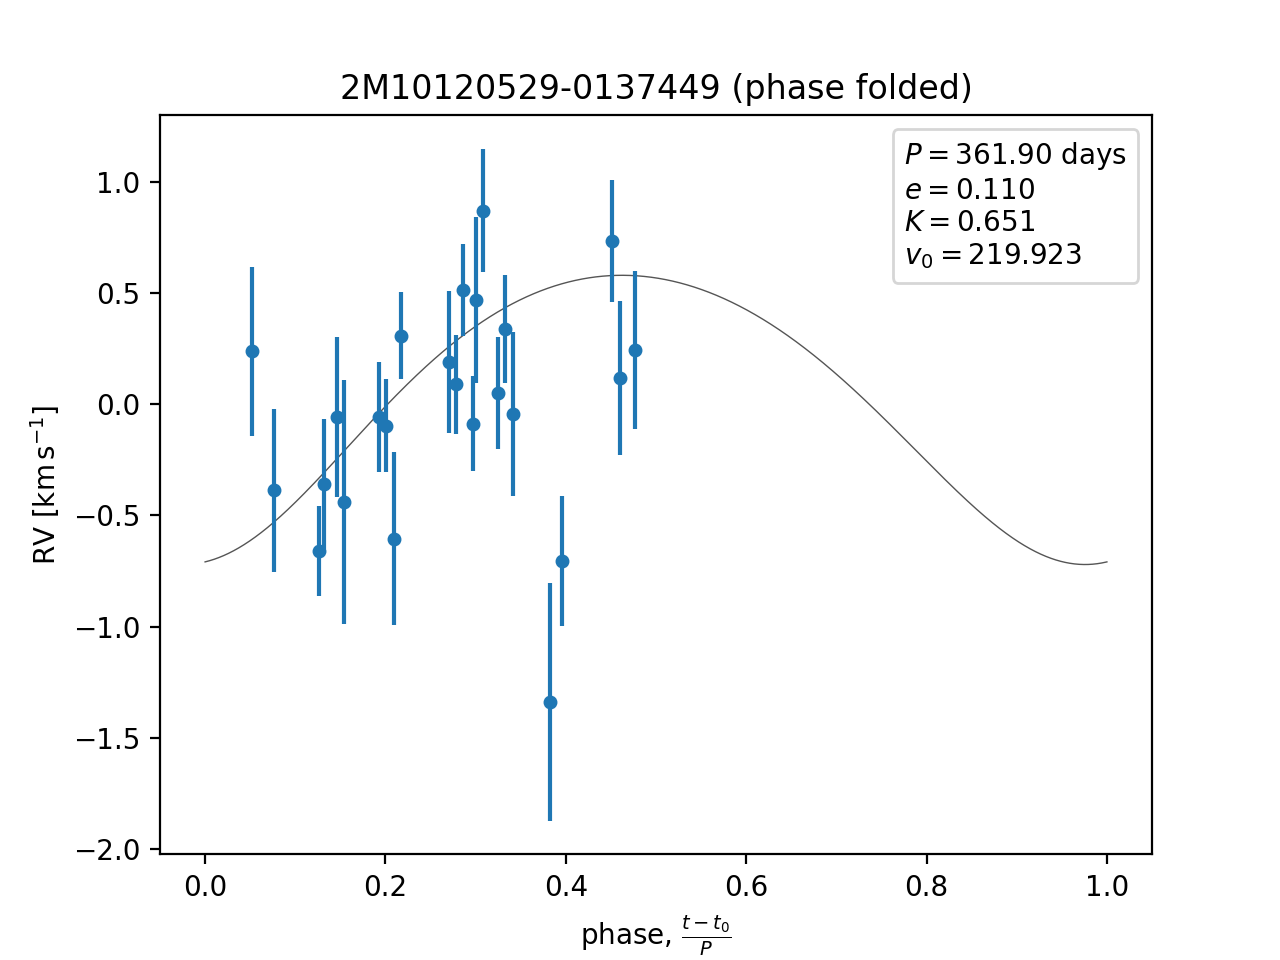 2M10120529-0137449 (phase folded)
P = 361.90 days
e = 0.110
K = 0.651
v₀ = 219.923
1.0
0.5
0.0
−0.5
−1.0
−1.5
−2.0
RV [km s⁻¹]
0.0 0.2 0.4 0.6 0.8 1.0
phase, (t − t₀)/P